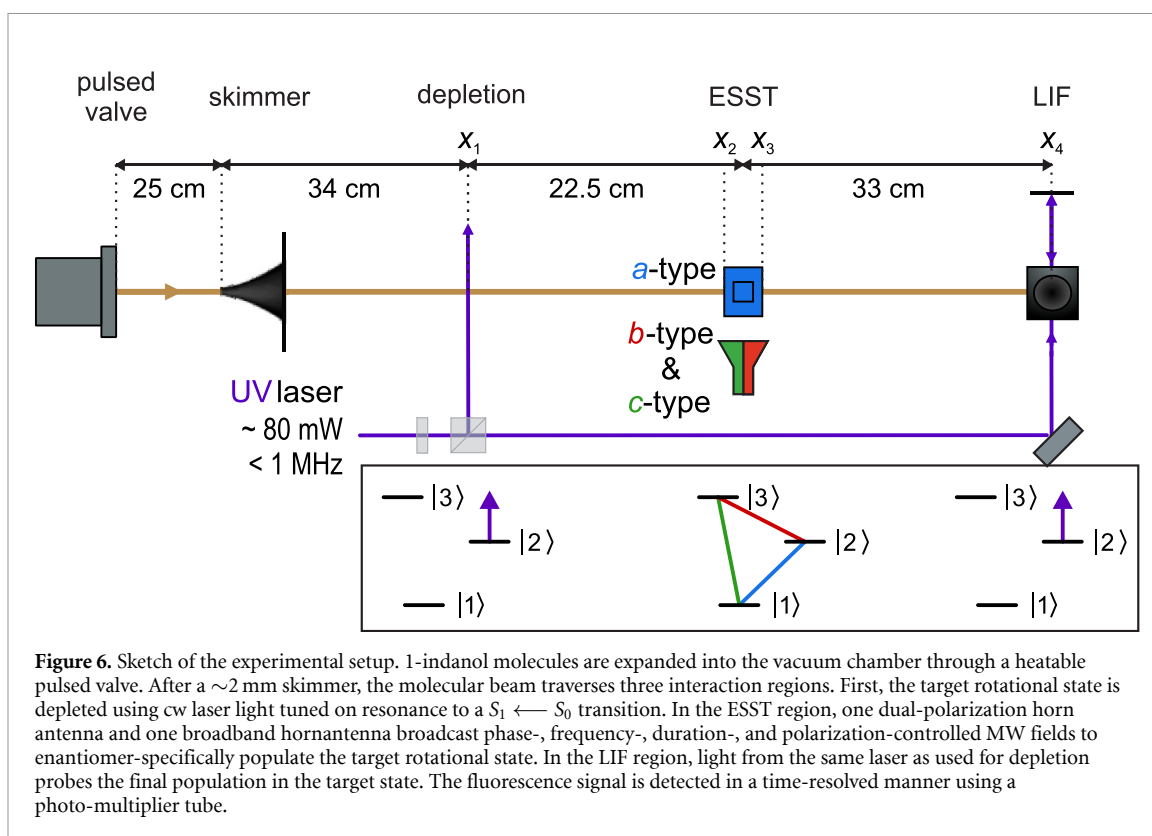 pulsed
valve
skimmer
depletion
ESST
LIF
x₁
x₂
x₃
x₄
25 cm
34 cm
22.5 cm
33 cm
a-type
b-type
&
c-type
UV laser
~ 80 mW
< 1 MHz
|3⟩
|2⟩
|1⟩
|3⟩
|2⟩
|1⟩
|3⟩
|2⟩
|1⟩
Figure 6. Sketch of the experimental setup. 1-indanol molecules are expanded into the vacuum chamber through a heatable
pulsed valve. After a ∼2 mm skimmer, the molecular beam traverses three interaction regions. First, the target rotational state is
depleted using cw laser light tuned on resonance to a S₁ ⟵ S₀ transition. In the ESST region, one dual-polarization horn
antenna and one broadband hornantenna broadcast phase-, frequency-, duration-, and polarization-controlled MW fields to
enantiomer-specifically populate the target rotational state. In the LIF region, light from the same laser as used for depletion
probes the final population in the target state. The fluorescence signal is detected in a time-resolved manner using a
photo-multiplier tube.